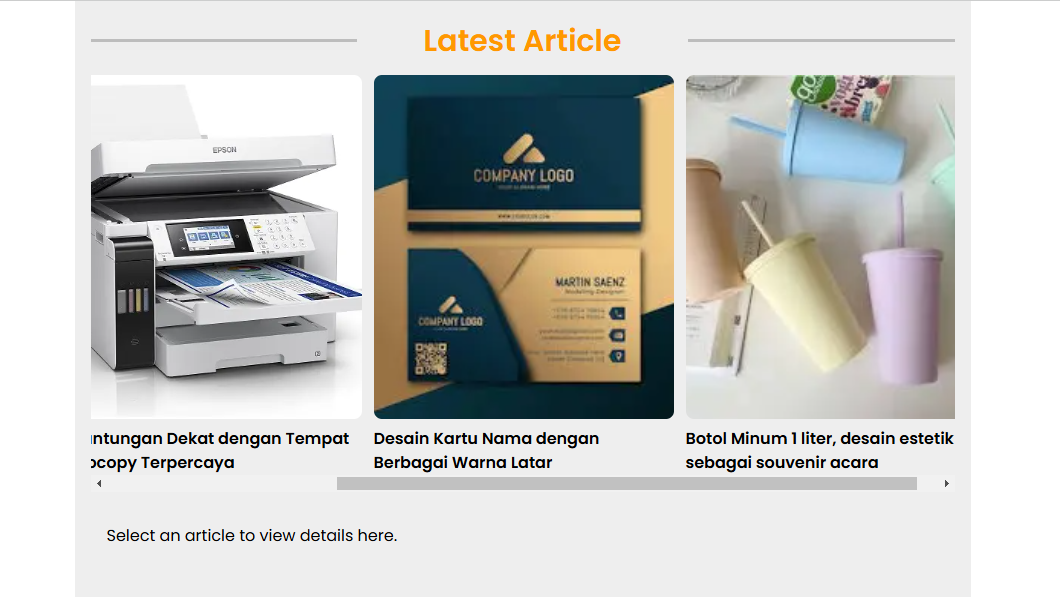 Latest Article
EPSON
COMPANY LOGO
MARTIN SAENZ
COMPANY LOGO
ntungan Dekat dengan Tempat
ocopy Terpercaya
Desain Kartu Nama dengan
Berbagai Warna Latar
Botol Minum 1 liter, desain estetik
sebagai souvenir acara
Select an article to view details here.